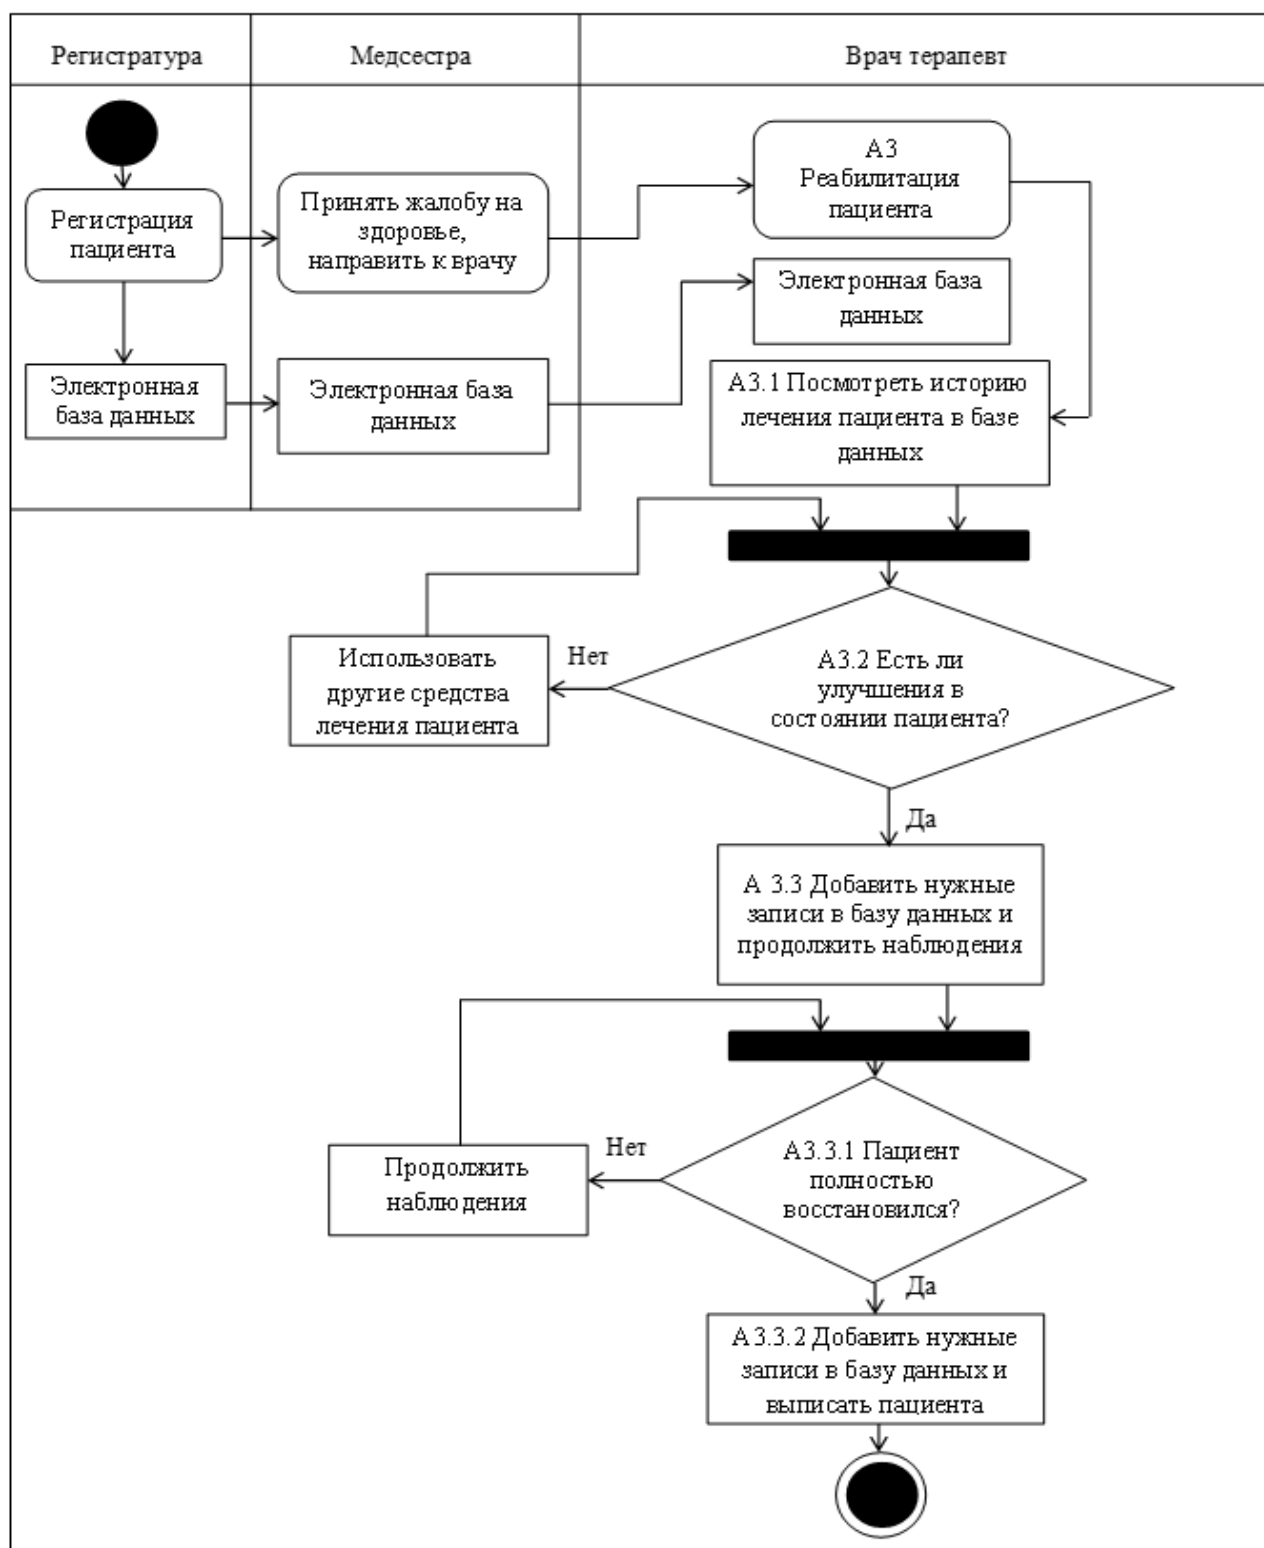 Регистратура
Медсестра
Врач терапевт
Регистрация
пациента
Принять жалобу на
здоровье,
направить к врачу
А3
Реабилитация
пациента
Электронная
база данных
Электронная база
данных
Электронная база
данных
А3.1 Посмотреть историю
лечения пациента в базе
данных
А3.2 Есть ли
улучшения в
состоянии пациента?
Нет
Использовать
другие средства
лечения пациента
Да
А 3.3 Добавить нужные
записи в базу данных и
продолжить наблюдения
А3.3.1 Пациент
полностью
восстановился?
Нет
Продолжить
наблюдения
Да
А3.3.2 Добавить нужные
записи в базу данных и
выписать пациента